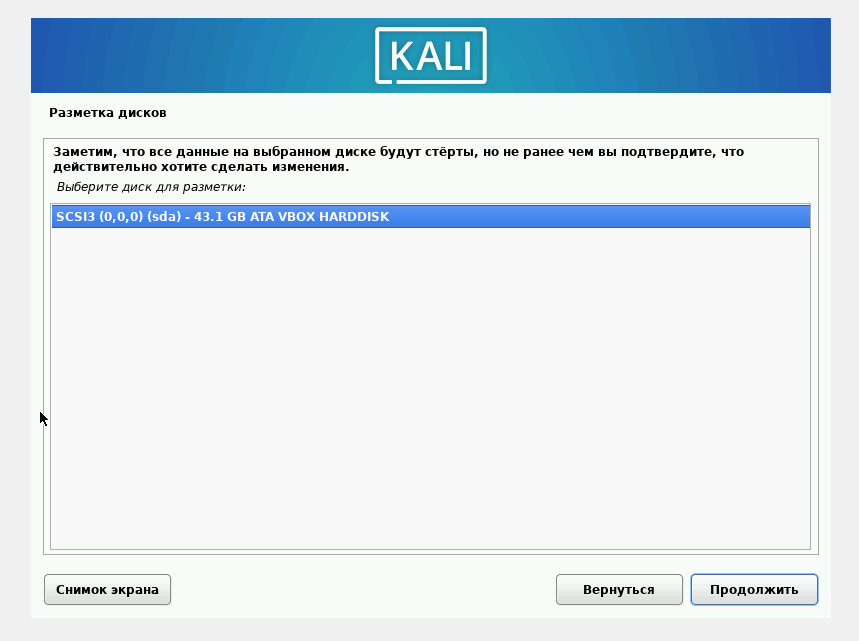 KALI
Разметка дисков
Заметим, что все данные на выбранном диске будут стёрты, но не ранее чем вы подтвердите, что
действительно хотите сделать изменения.
Выберите диск для разметки:
SCSI3 (0,0,0) (sda) - 43.1 GB ATA VBOX HARDDISK
Снимок экрана
Вернуться
Продолжить